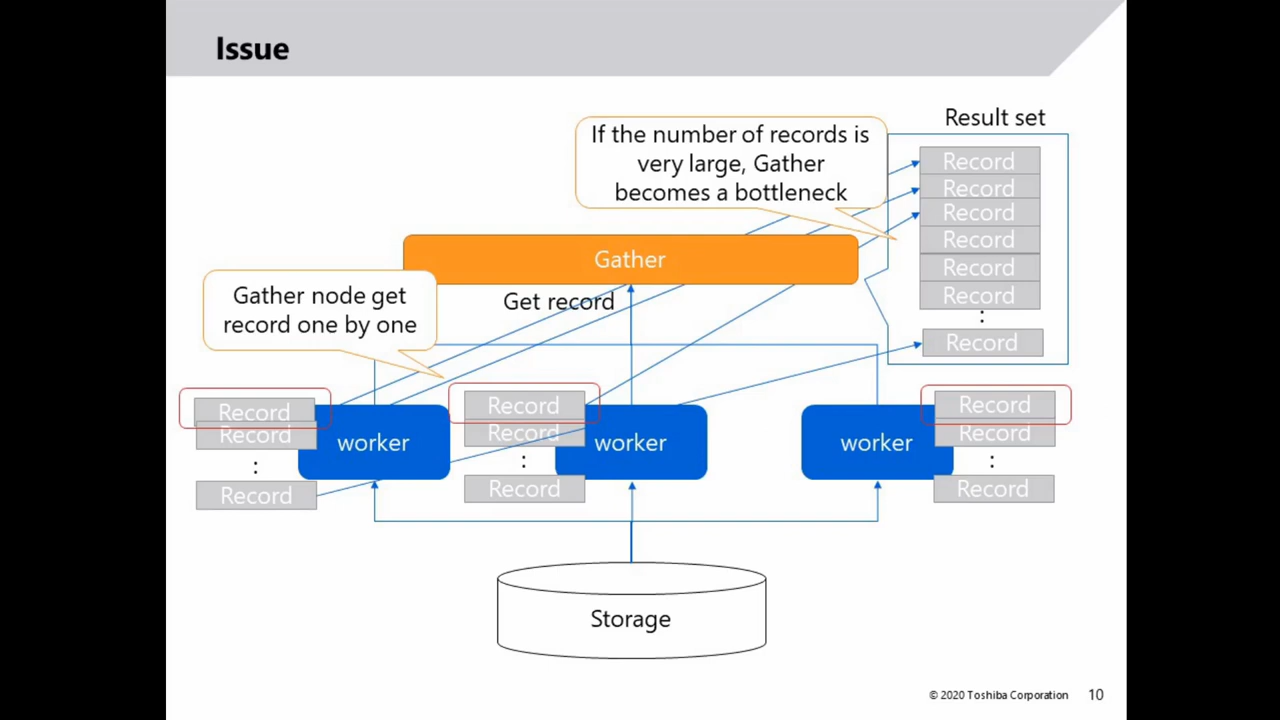 Issue
Result set
If the number of records is
very large, Gather
becomes a bottleneck
Record
Record
Record
Record
Record
Record
:
Record
Gather
Gather node get
record one by one
Get record
Record
Record
:
Record
worker
Record
Record
:
Record
worker
worker
Record
Record
:
Record
Storage
© 2020 Toshiba Corporation 10